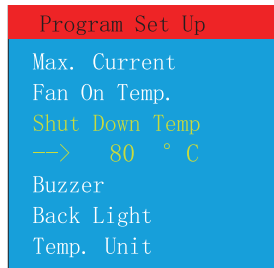 Program Set Up
Max. Current
Fan On Temp.
Shut Down Temp
--> 80 ° C
Buzzer
Back Light
Temp. Unit